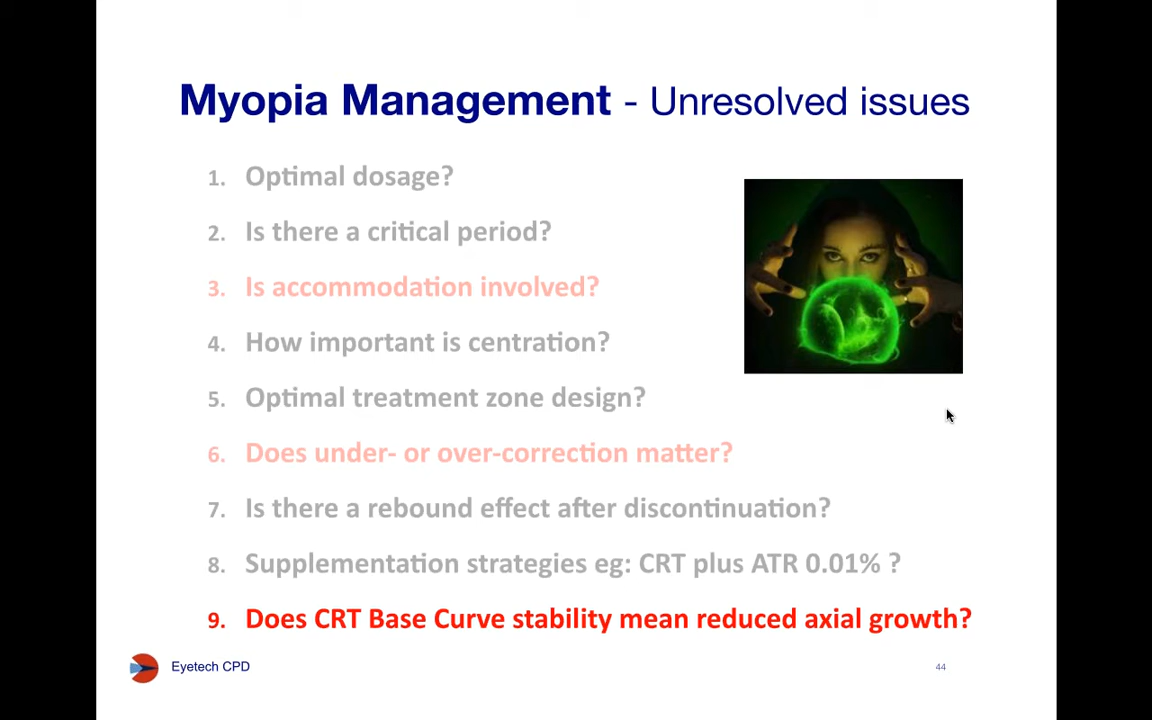 Myopia Management - Unresolved issues
1. Optimal dosage?
2. Is there a critical period?
3. Is accommodation involved?
4. How important is centration?
5. Optimal treatment zone design?
6. Does under- or over-correction matter?
7. Is there a rebound effect after discontinuation?
8. Supplementation strategies eg: CRT plus ATR 0.01% ?
9. Does CRT Base Curve stability mean reduced axial growth?
Eyetech CPD
44